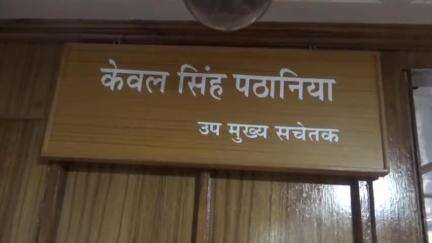 केवल सिंह पठानिया
उप मुख्य सचेतक